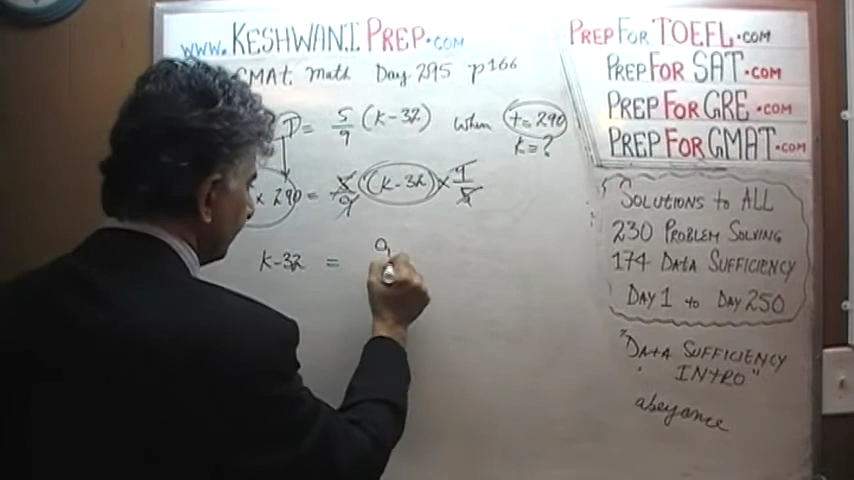 www.KESHWANIPREP.COM
GMAT Math Day 295 p166
= 5/9 (k-32) when t=290
k=?
x 290 = 5/9 (k-32) x 9/5
k-32 = 9
PREPFORTOEFL.COM
PREPFORSAT.COM
PREPFORGRE.COM
PREPFORGMAT.COM
SOLUTIONS to ALL
230 PROBLEM SOLVING
174 DATA SUFFICIENCY
DAY 1 to DAY 250
"DATA SUFFICIENCY
INTRO"
abeyance